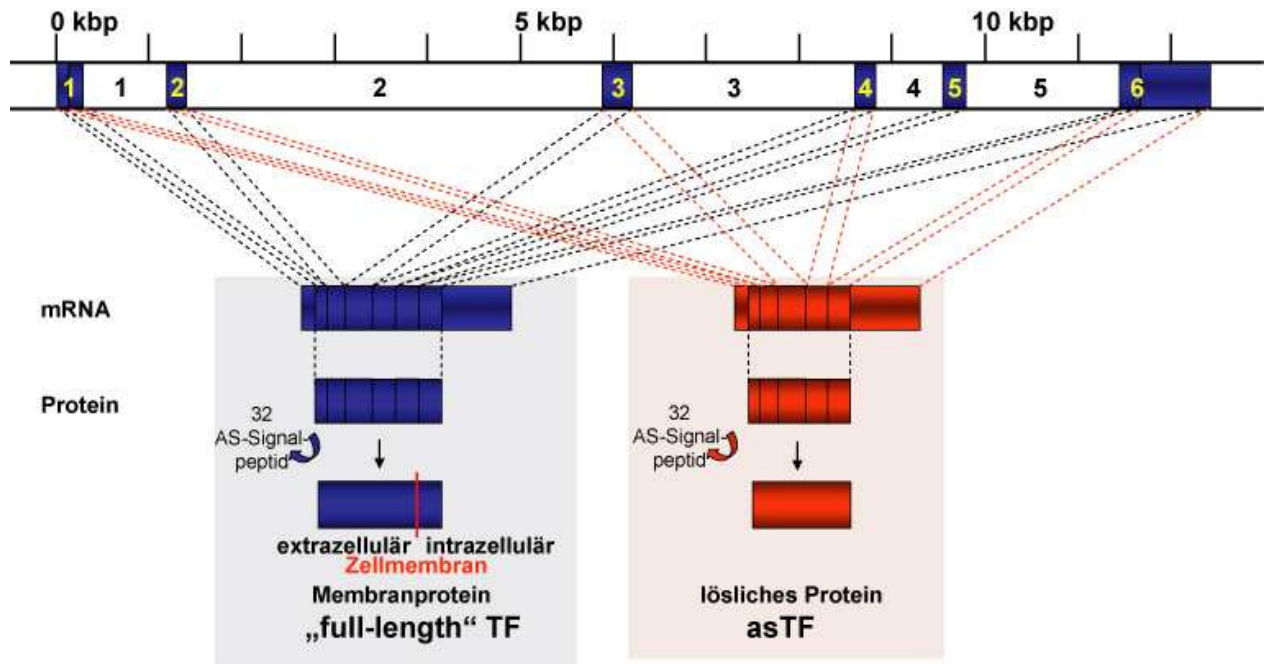 0 kbp 5 kbp 10 kbp
1 1 2 2 3 3 4 4 5 5 6
mRNA
Protein
32
AS-Signal-
peptid
32
AS-Signal-
peptid
extrazellulär intrazellulär
Zellmembran
Membranprotein
„full-length“ TF
lösliches Protein
asTF